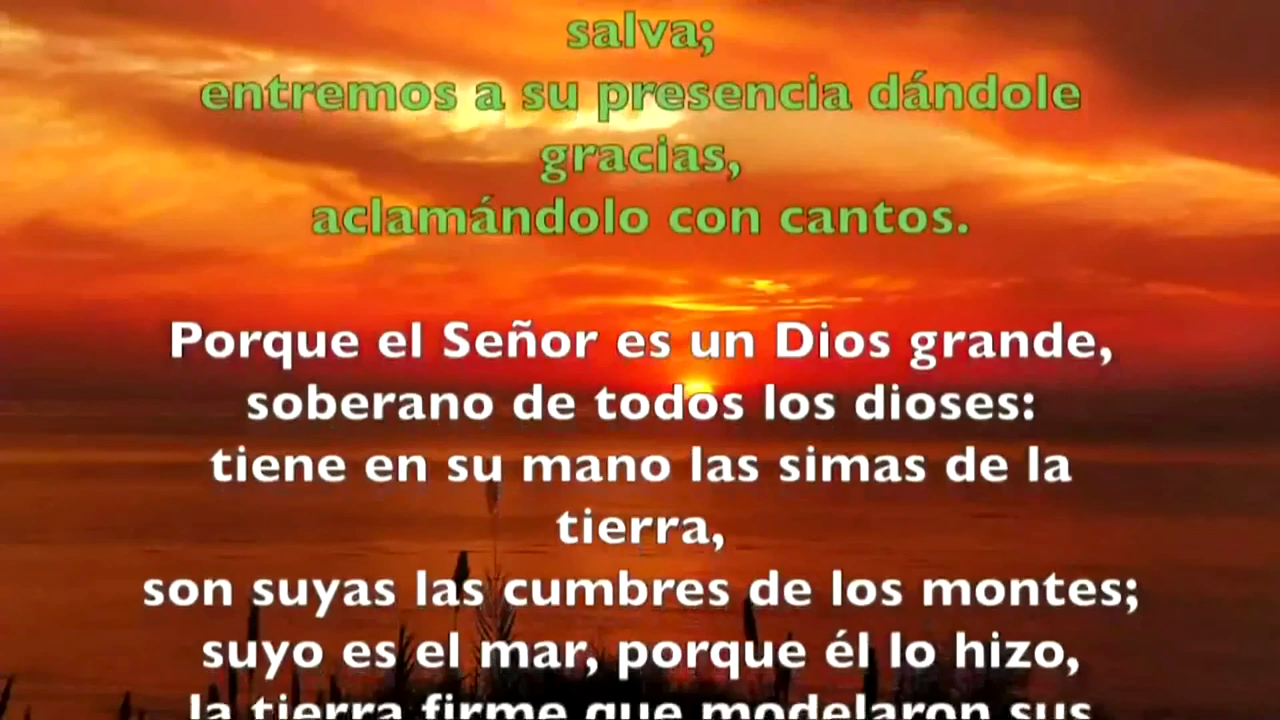 salva;
entremos a su presencia dándole
gracias,
aclamándolo con cantos.
Porque el Señor es un Dios grande,
soberano de todos los dioses:
tiene en su mano las simas de la
tierra,
son suyas las cumbres de los montes;
suyo es el mar, porque él lo hizo,
la tierra firme que modelaron sus